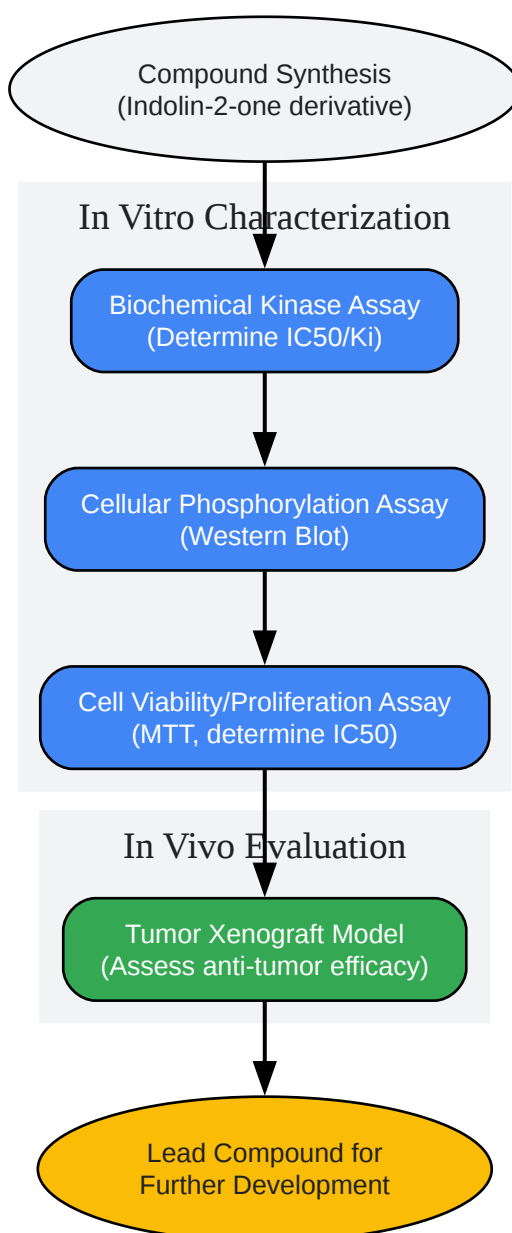 Compound Synthesis
(Indolin-2-one derivative)
In Vitro Characterization
Biochemical Kinase Assay
(Determine IC50/Ki)
Cellular Phosphorylation Assay
(Western Blot)
Cell Viability/Proliferation Assay
(MTT, determine IC50)
In Vivo Evaluation
Tumor Xenograft Model
(Assess anti-tumor efficacy)
Lead Compound for
Further Development